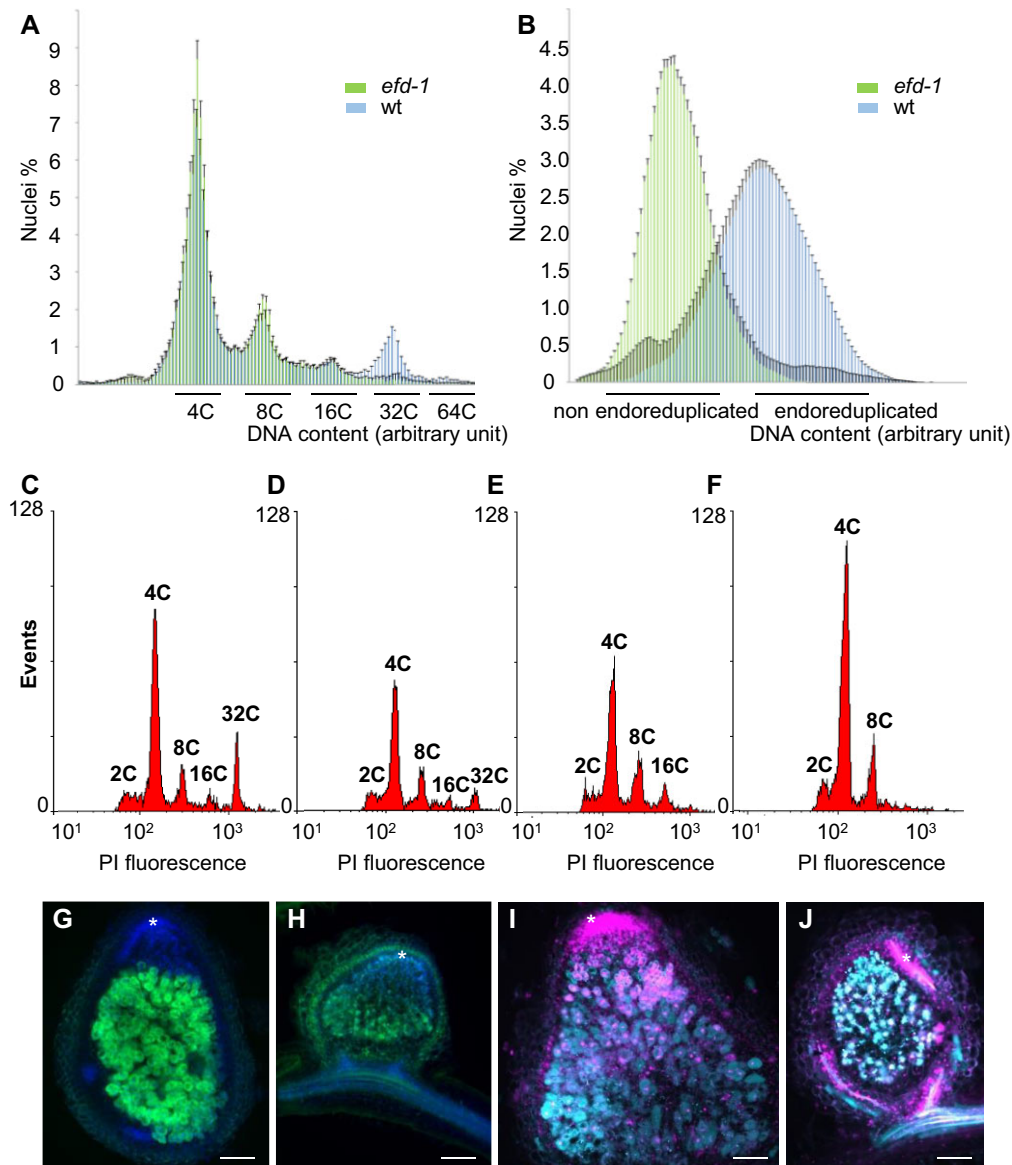 A
B
9
8
7
6
5
4
3
2
1
0
Nuclei %
efd-1
wt
4C 8C 16C 32C 64C
DNA content (arbitrary unit)
4.5
4.0
3.5
3.0
2.5
2.0
1.5
1.0
0.5
0
Nuclei %
efd-1
wt
non endoreduplicated endoreduplicated
DNA content (arbitrary unit)
C
128
0
Events
2C 4C 8C 16C 32C
10¹ 10² 10³
PI fluorescence
D
128
0
2C 4C 8C 16C 32C
10¹ 10² 10³
PI fluorescence
E
128
0
2C 4C 8C 16C
10¹ 10² 10³
PI fluorescence
F
128
0
2C 4C 8C
10¹ 10² 10³
PI fluorescence
G
*
H
*
I
*
J
*